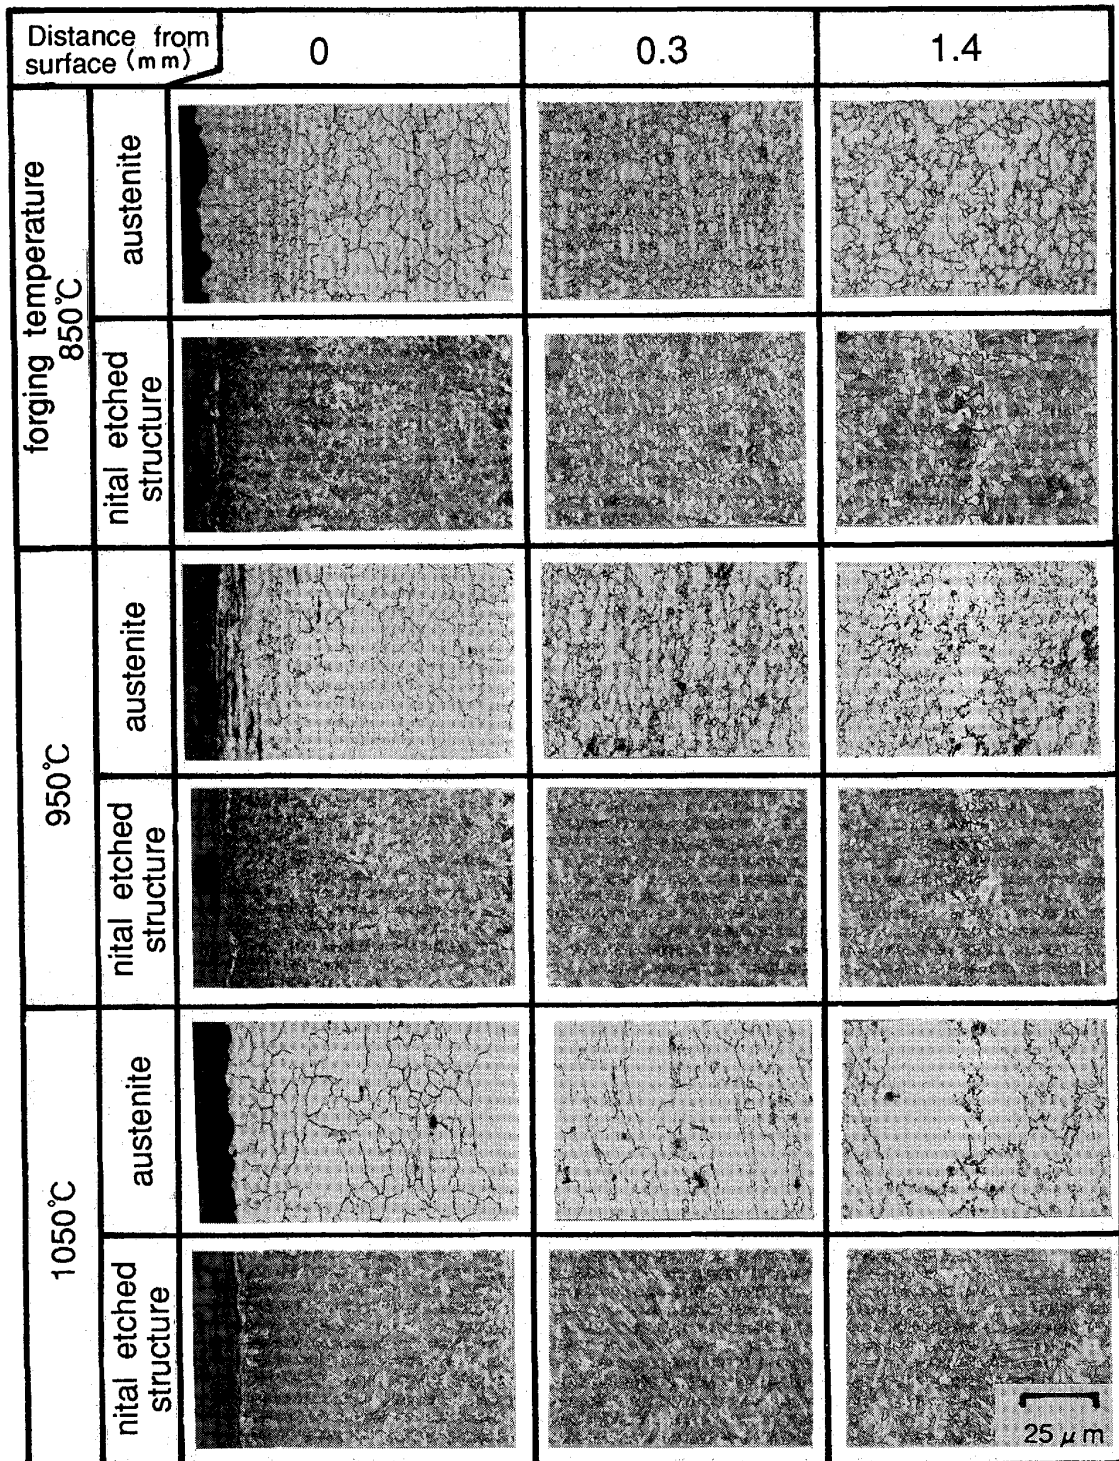 Distance from
surface (mm)
0
0.3
1.4
forging temperature
850℃
austenite
nital etched
structure
950℃
austenite
nital etched
structure
1050℃
austenite
nital etched
structure
25 μm